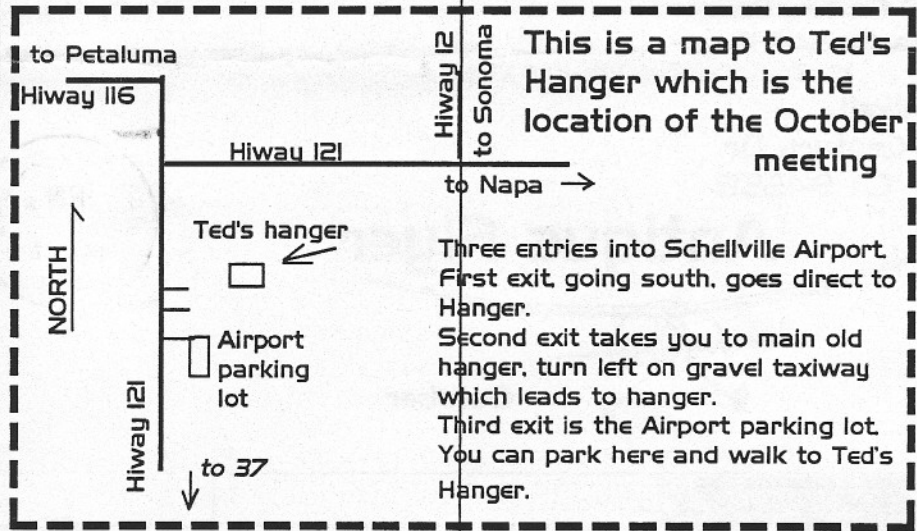 to Petaluma
Hiway 116
Hiway 121
Hiway 12
to Sonoma
to Napa
This is a map to Ted's
Hanger which is the
location of the October
meeting
Ted's hanger
NORTH
Airport
parking
lot
Hiway 121
to 37
Three entries into Schellville Airport.
First exit, going south, goes direct to
Hanger.
Second exit takes you to main old
hanger, turn left on gravel taxiway
which leads to hanger.
Third exit is the Airport parking lot.
You can park here and walk to Ted's
Hanger.